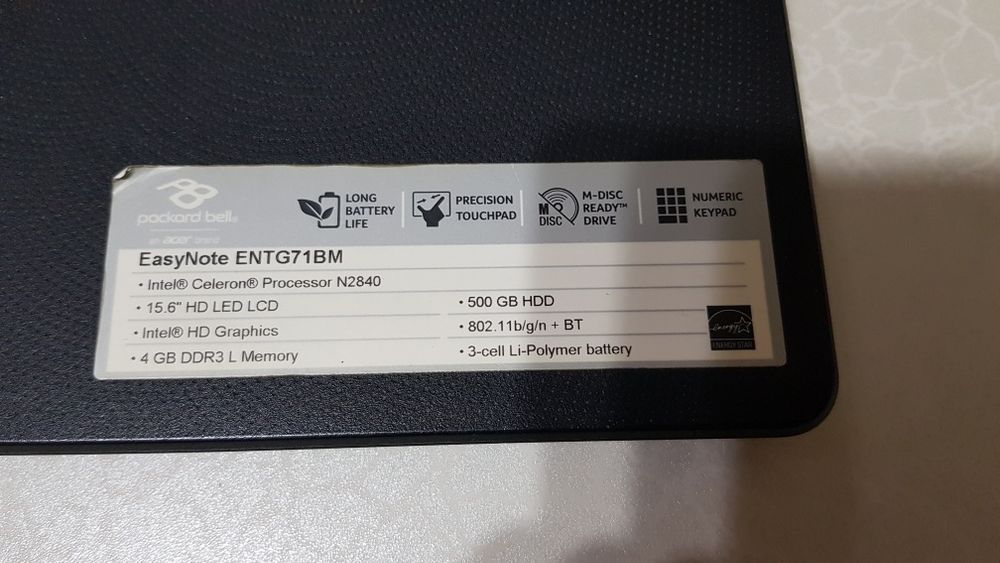 packard bell®
an acer brand
LONG
BATTERY
LIFE
PRECISION
TOUCHPAD
M
DISC
M-DISC
READY™
DRIVE
NUMERIC
KEYPAD
EasyNote ENTG71BM
• Intel® Celeron® Processor N2840
• 15.6" HD LED LCD
• Intel® HD Graphics
• 4 GB DDR3 L Memory
• 500 GB HDD
• 802.11b/g/n + BT
• 3-cell Li-Polymer battery
energy
ENERGY STAR